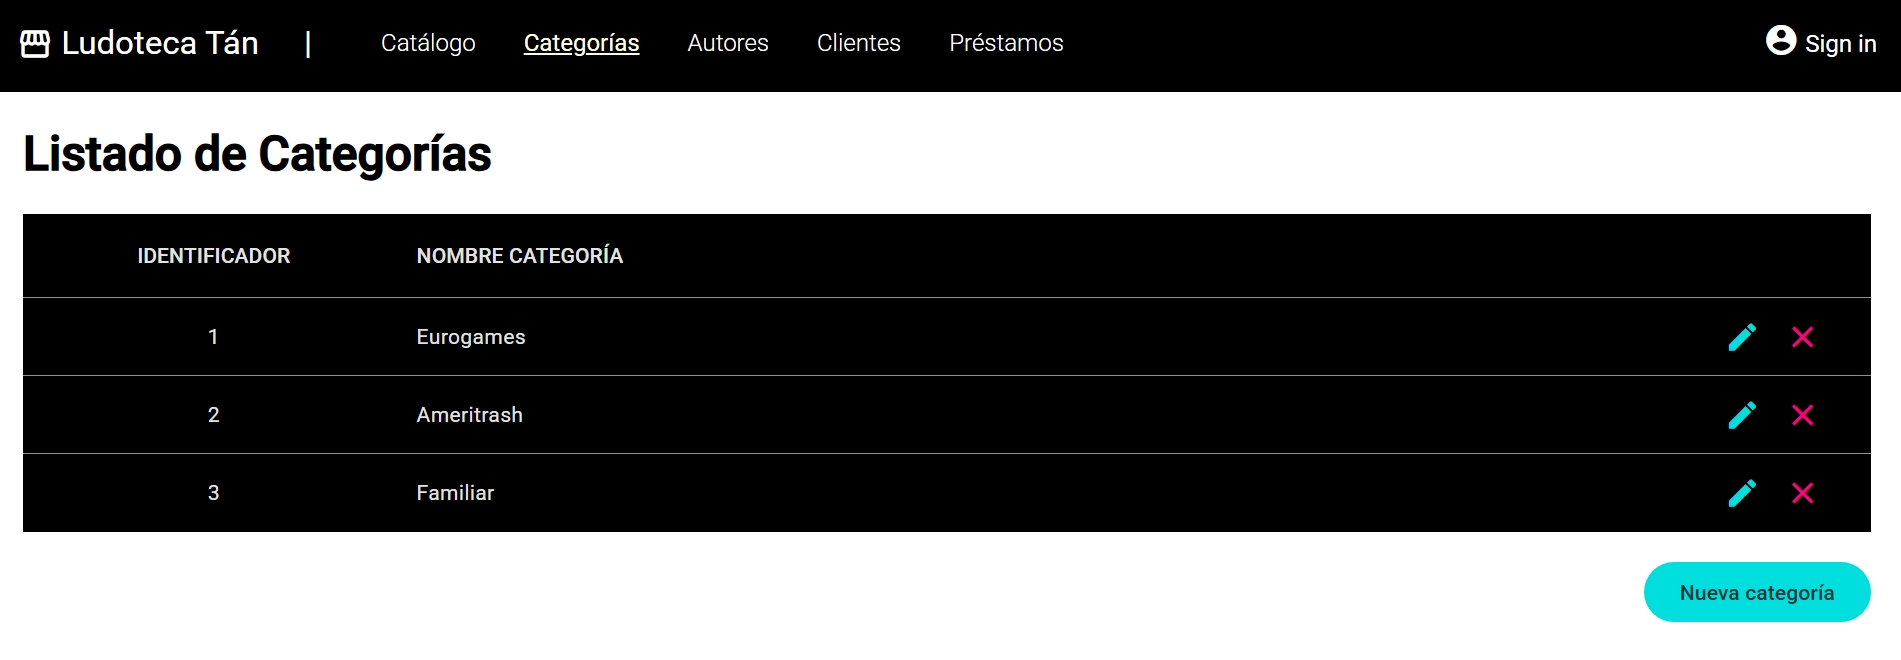 Ludoteca Tán | Catálogo Categorías Autores Clientes Préstamos Sign in
Listado de Categorías
IDENTIFICADOR NOMBRE CATEGORÍA
1 Eurogames
2 Ameritrash
3 Familiar
Nueva categoría